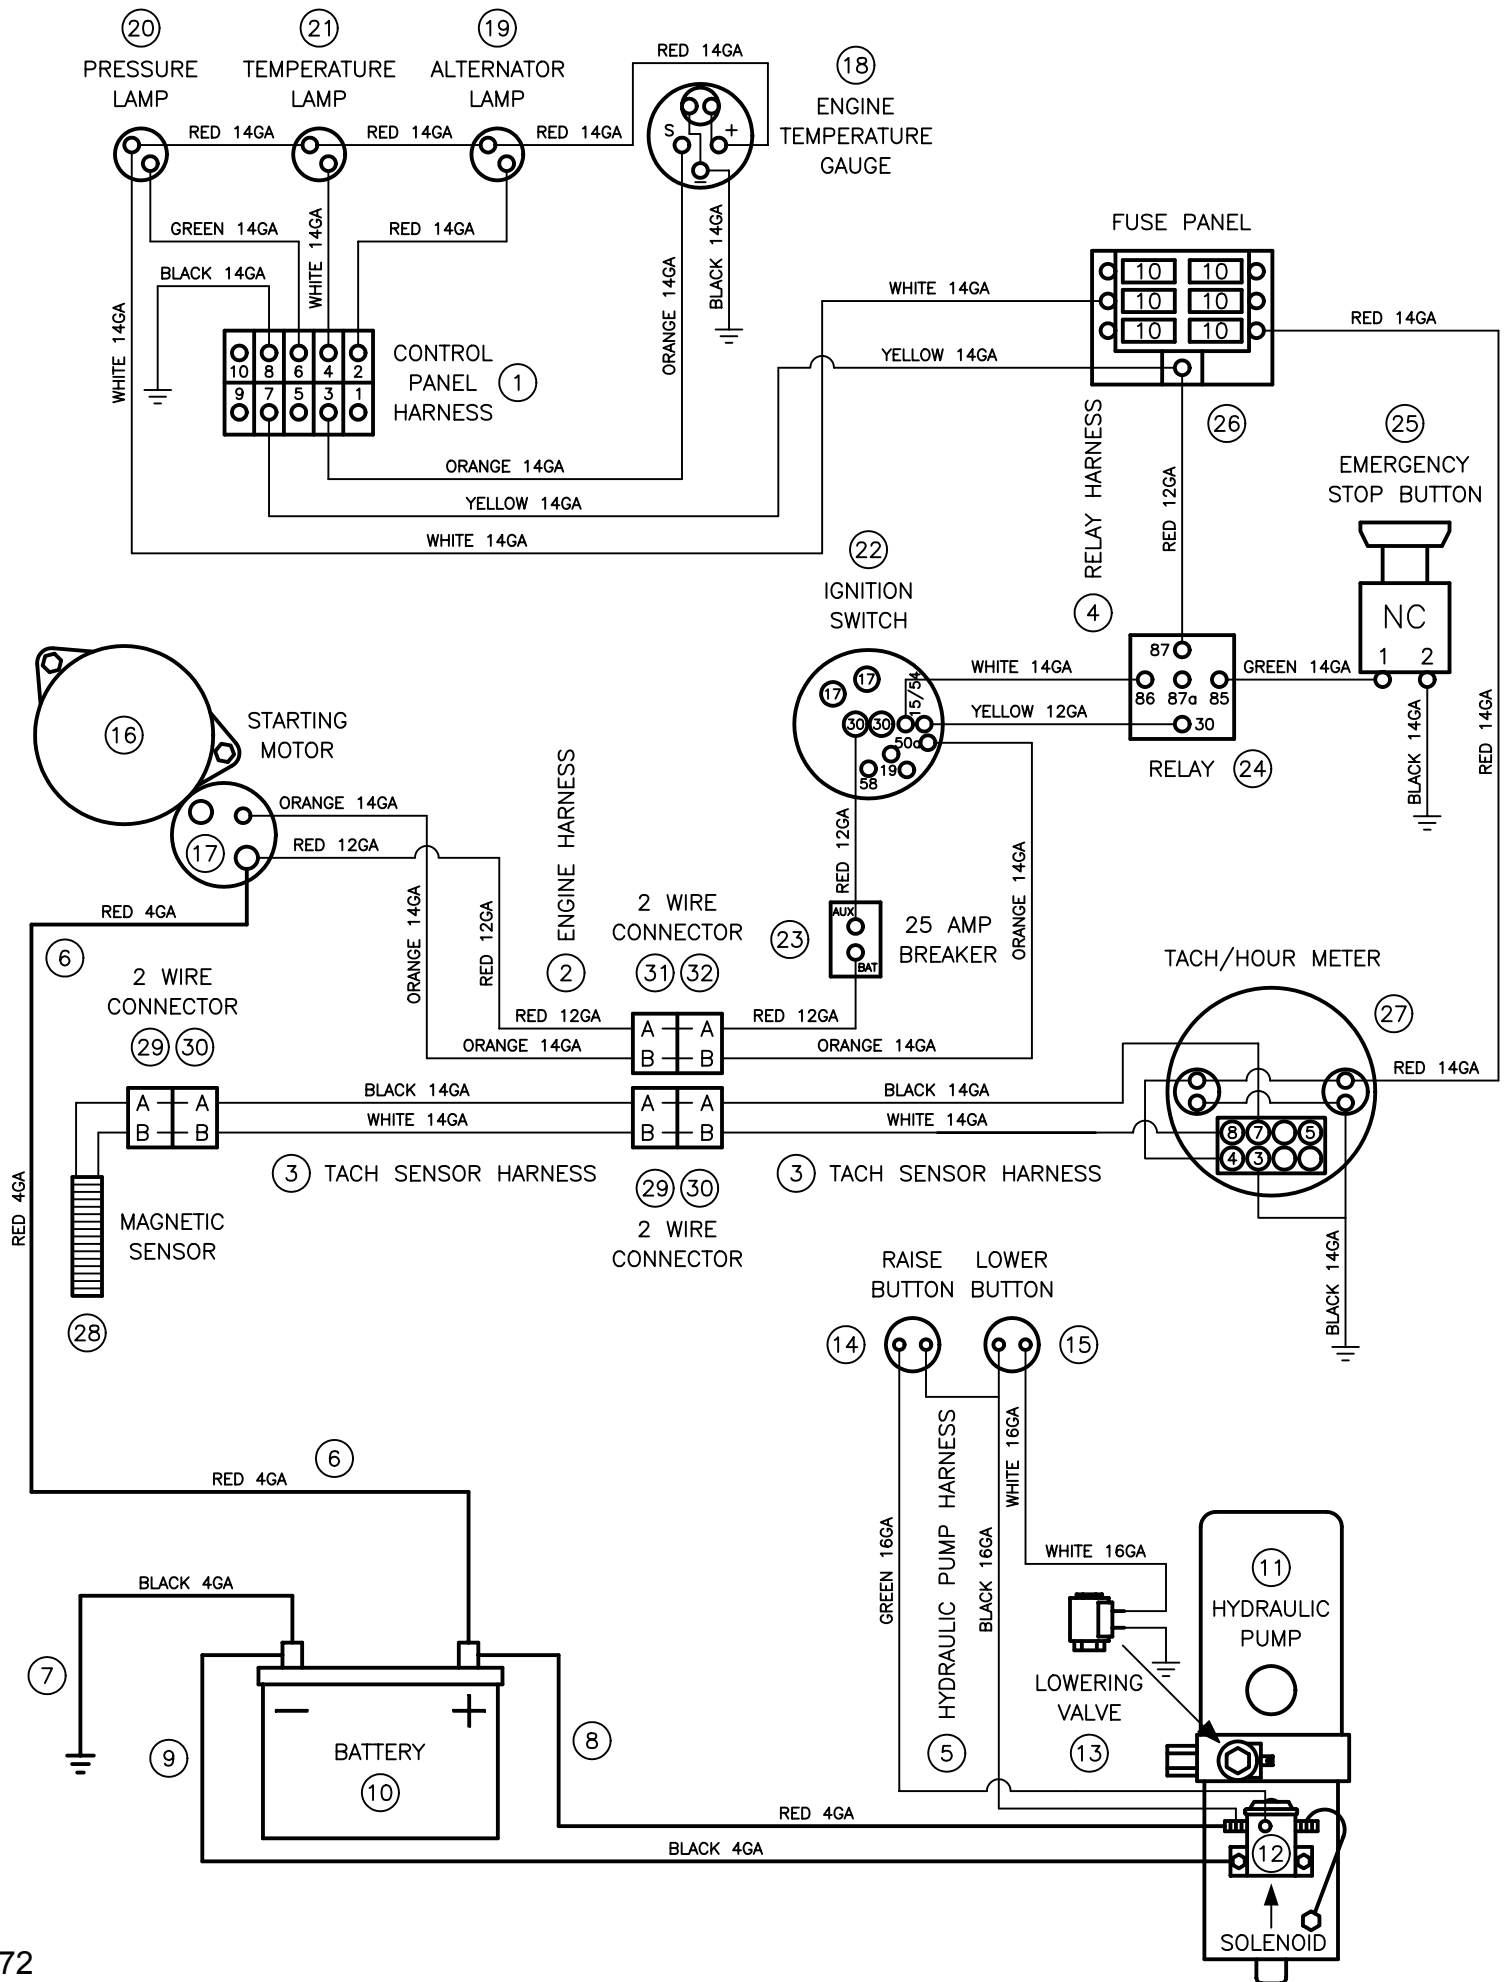 20
21
19
PRESSURE
LAMP
TEMPERATURE
LAMP
ALTERNATOR
LAMP
RED 14GA
18
ENGINE
TEMPERATURE
GAUGE
RED 14GA
RED 14GA
RED 14GA
S
+
−
GREEN 14GA
WHITE 14GA
RED 14GA
BLACK 14GA
WHITE 14GA
ORANGE 14GA
BLACK 14GA
10
8
6
4
2
9
7
5
3
1
CONTROL
PANEL
HARNESS
1
FUSE PANEL
10
10
10
10
10
10
26
WHITE 14GA
YELLOW 14GA
RED 14GA
ORANGE 14GA
YELLOW 14GA
WHITE 14GA
RELAY HARNESS
4
RED 12GA
25
EMERGENCY
STOP BUTTON
NC
1
2
22
IGNITION
SWITCH
17
17
30
30
15/54
50a
19
58
WHITE 14GA
YELLOW 12GA
87
86
87a
85
30
RELAY
24
GREEN 14GA
BLACK 14GA
RED 14GA
16
STARTING
MOTOR
17
ORANGE 14GA
RED 12GA
RED 4GA
6
ENGINE HARNESS
2
ORANGE 14GA
RED 12GA
2 WIRE
CONNECTOR
31
32
23
AUX
BAT
25 AMP
BREAKER
RED 12GA
ORANGE 14GA
2 WIRE
CONNECTOR
29
30
RED 12GA
A
A
RED 12GA
ORANGE 14GA
B
B
ORANGE 14GA
TACH/HOUR METER
27
RED 14GA
8
7
5
4
3
A
A
BLACK 14GA
A
A
BLACK 14GA
B
B
WHITE 14GA
B
B
WHITE 14GA
3
TACH SENSOR HARNESS
29
30
2 WIRE
CONNECTOR
3
TACH SENSOR HARNESS
MAGNETIC
SENSOR
28
RED 4GA
BLACK 14GA
RAISE
BUTTON
LOWER
BUTTON
14
15
GREEN 16GA
HYDRAULIC PUMP HARNESS
5
BLACK 16GA
WHITE 16GA
WHITE 16GA
LOWERING
VALVE
13
11
HYDRAULIC
PUMP
6
RED 4GA
BLACK 4GA
7
9
−
+
BATTERY
10
8
RED 4GA
BLACK 4GA
12
SOLENOID
72